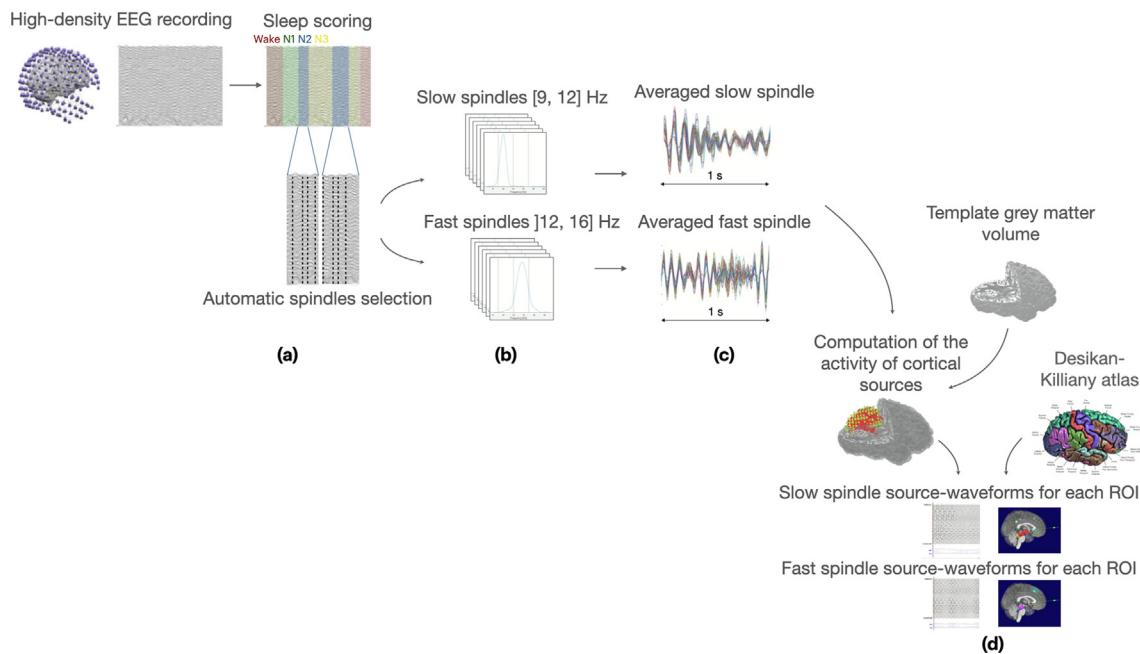 High-density EEG recording
Sleep scoring
Wake N1 N2 N3
Automatic spindles selection
(a)
Slow spindles [9, 12] Hz
Fast spindles ]12, 16] Hz
(b)
Averaged slow spindle
1 s
Averaged fast spindle
1 s
(c)
Template grey matter
volume
Computation of the
activity of cortical
sources
Desikan-
Killiany atlas
Slow spindle source-waveforms for each ROI
Fast spindle source-waveforms for each ROI
(d)